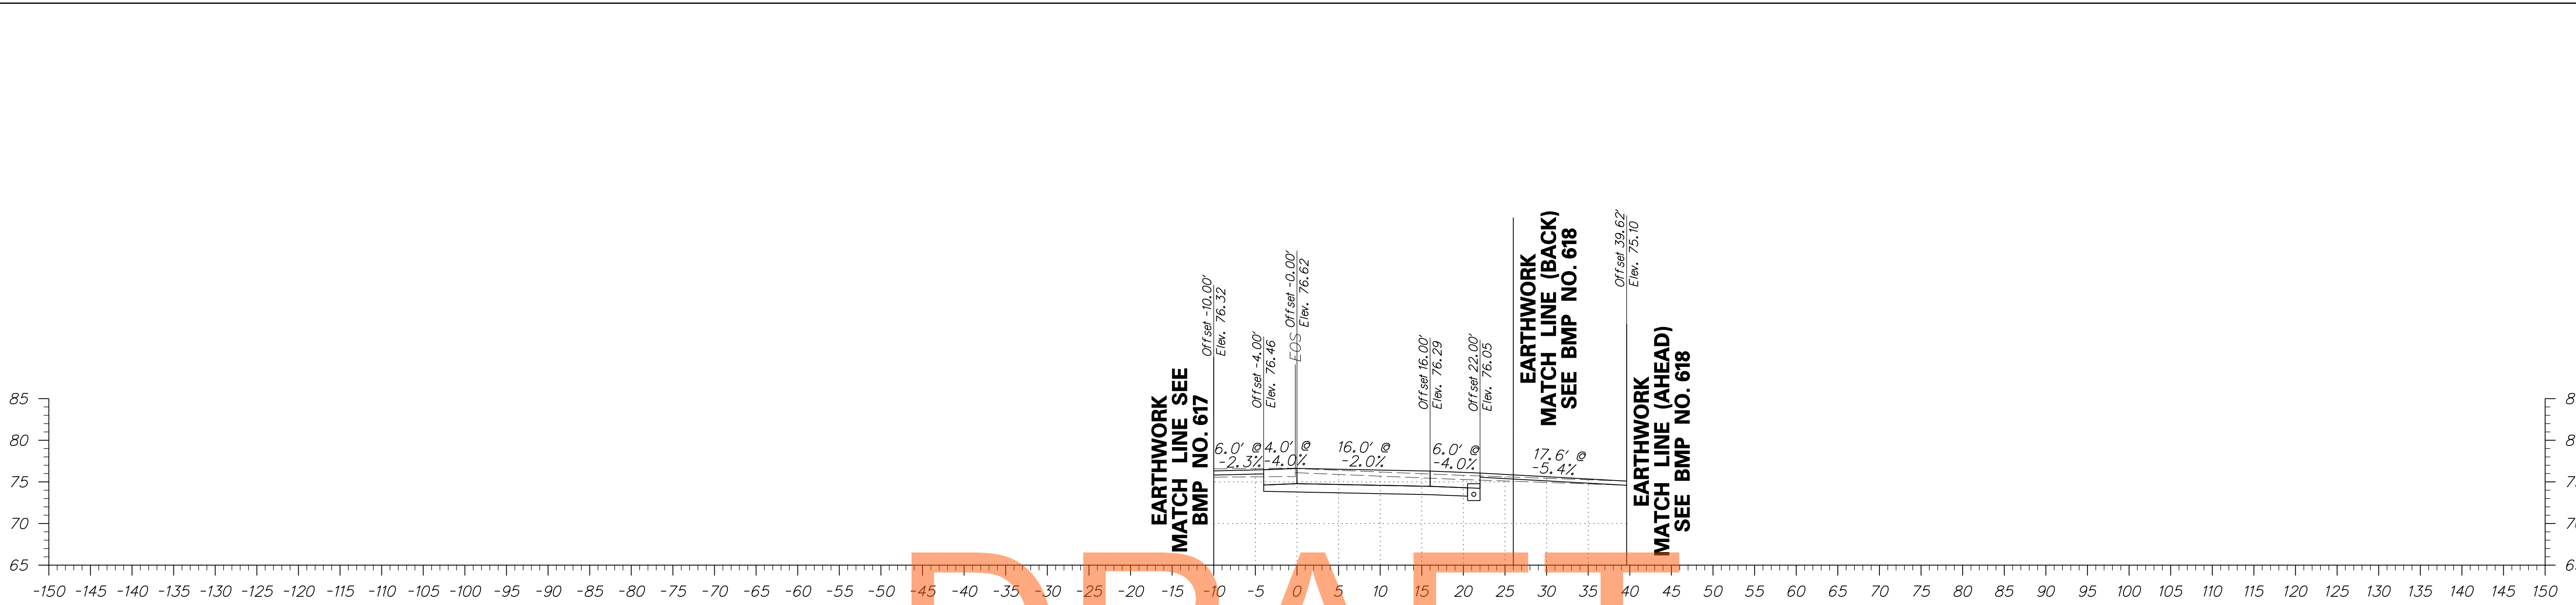 Offset -10.00'
Elev. 76.32
Offset -4.00'
Elev. 76.46
EOS Offset -0.00'
Elev. 76.62
Offset 16.00'
Elev. 76.29
Offset 22.00'
Elev. 76.05
Offset 39.62'
Elev. 75.10
EARTHWORK
MATCH LINE SEE
BMP NO. 617
EARTHWORK
MATCH LINE (BACK)
SEE BMP NO. 618
EARTHWORK
MATCH LINE (AHEAD)
SEE BMP NO. 618
6.0' @
-2.3%
4.0' @
-4.0%
16.0' @
-2.0%
6.0' @
-4.0%
17.6' @
-5.4%
85
80
75
70
65
-150 -145 -140 -135 -130 -125 -120 -115 -110 -105 -100 -95 -90 -85 -80 -75 -70 -65 -60 -55 -50 -45 -40 -35 -30 -25 -20 -15 -10 -5 0 5 10 15 20 25 30 35 40 45 50 55 60 65 70 75 80 85 90 95 100 105 110 115 120 125 130 135 140 145 150
DRAFT